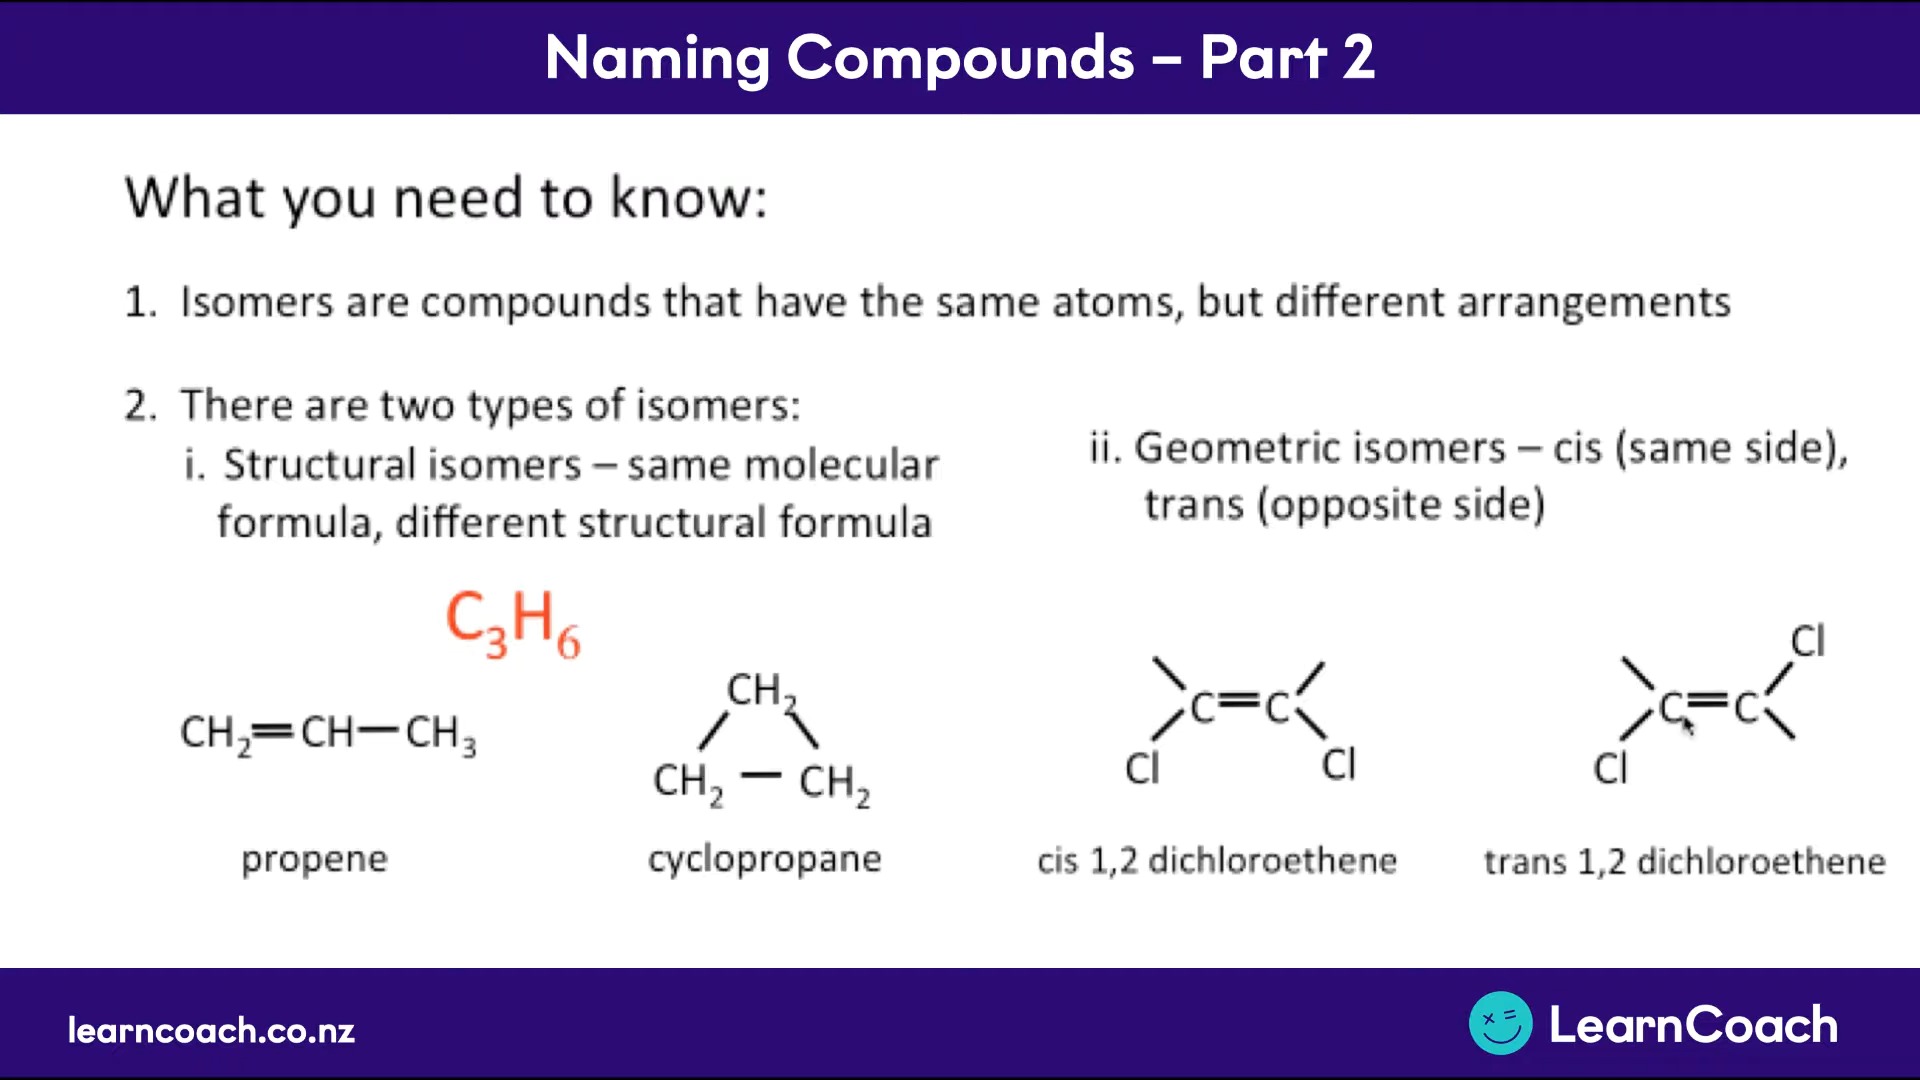 Naming Compounds – Part 2
What you need to know:
1. Isomers are compounds that have the same atoms, but different arrangements
2. There are two types of isomers:
i. Structural isomers – same molecular
formula, different structural formula
ii. Geometric isomers – cis (same side),
trans (opposite side)
C₃H₆
CH₂=CH—CH₃
CH₂
CH₂ — CH₂
C=C
Cl
Cl
Cl
C=C
Cl
propene
cyclopropane
cis 1,2 dichloroethene
trans 1,2 dichloroethene
learncoach.co.nz
LearnCoach